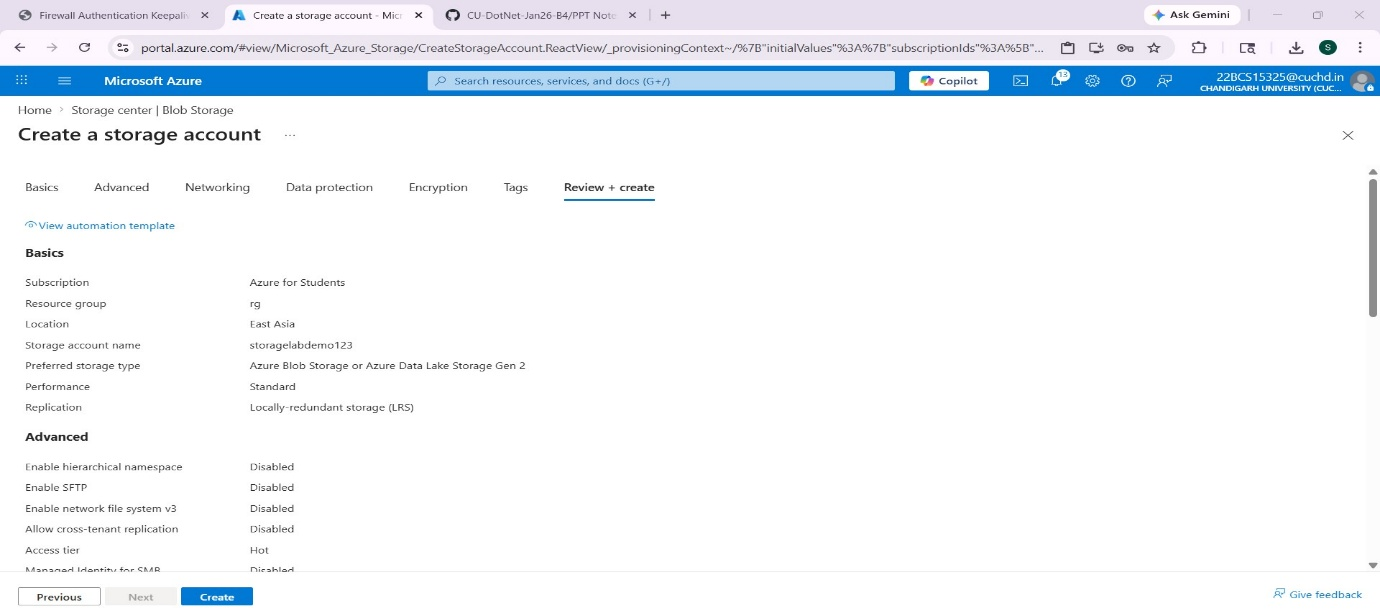 Firewall Authentication Keepaliv
Create a storage account - Micr
CU-DotNet-Jan26-B4/PPT Note
Ask Gemini
portal.azure.com/#view/Microsoft_Azure_Storage/CreateStorageAccount.ReactView/_provisioningContext~/%7B"initialValues"%3A%7B"subscriptionIds"%3A%5B"...
S
Microsoft Azure
Search resources, services, and docs (G+/)
Copilot
13
22BCS15325@cuchd.in
CHANDIGARH UNIVERSITY (CUC...
Home > Storage center | Blob Storage
Create a storage account ...
Basics Advanced Networking Data protection Encryption Tags Review + create
View automation template
Basics
Subscription Azure for Students
Resource group rg
Location East Asia
Storage account name storagelabdemo123
Preferred storage type Azure Blob Storage or Azure Data Lake Storage Gen 2
Performance Standard
Replication Locally-redundant storage (LRS)
Advanced
Enable hierarchical namespace Disabled
Enable SFTP Disabled
Enable network file system v3 Disabled
Allow cross-tenant replication Disabled
Access tier Hot
Managed Identity for SMB Disabled
Previous Next Create
Give feedback